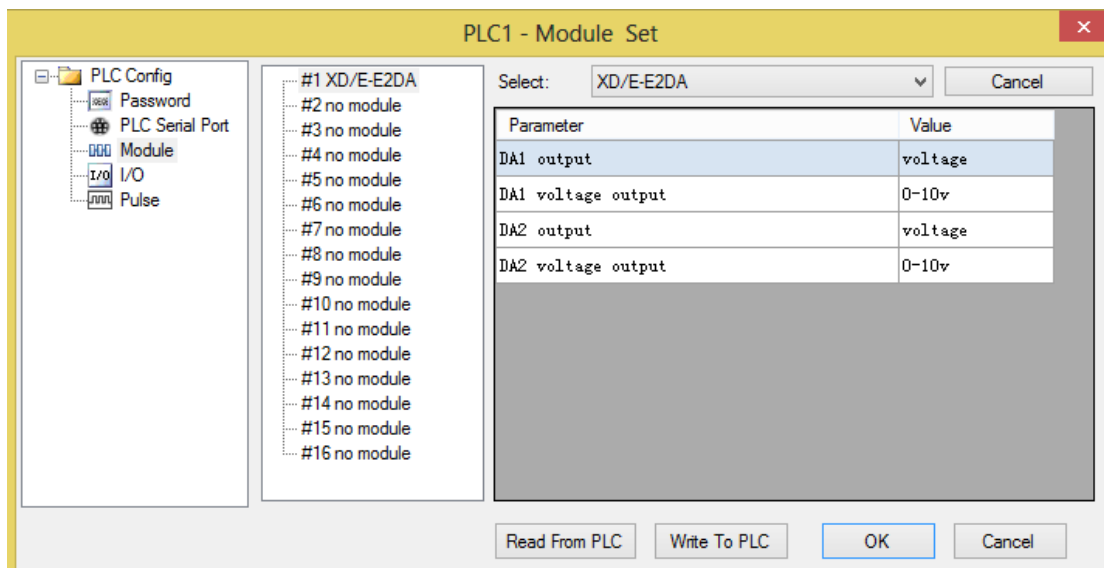 PLC1 - Module Set
×
PLC Config
Password
PLC Serial Port
Module
I/O I/O
Pulse
#1 XD/E-E2DA
#2 no module
#3 no module
#4 no module
#5 no module
#6 no module
#7 no module
#8 no module
#9 no module
#10 no module
#11 no module
#12 no module
#13 no module
#14 no module
#15 no module
#16 no module
Select: XD/E-E2DA Cancel
Parameter Value
DA1 output voltage
DA1 voltage output 0-10v
DA2 output voltage
DA2 voltage output 0-10v
Read From PLC Write To PLC OK Cancel